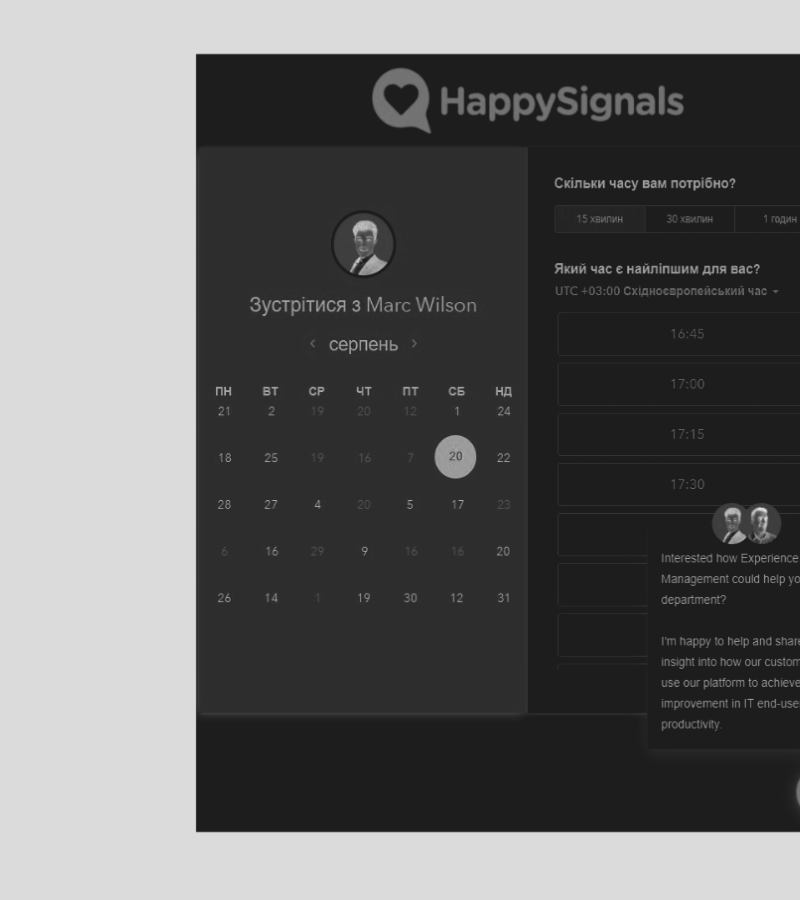 HappySignals
Зустрітися з Marc Wilson
серпень
ПН ВТ СР ЧТ ПТ СБ НД
21 2 19 20 12 1 24
18 25 19 16 7 20 22
28 27 4 20 5 17 23
6 16 29 9 16 16 20
26 14 1 19 30 12 31
Скільки часу вам потрібно?
15 хвилин 30 хвилин 1 годин
Який час є найліпшим для вас?
UTC +03:00 Східноєвропейський час
16:45
17:00
17:15
17:30
Interested how Experience
Management could help yo
department?
I'm happy to help and share
insight into how our custom
use our platform to achieve
improvement in IT end-use
productivity.